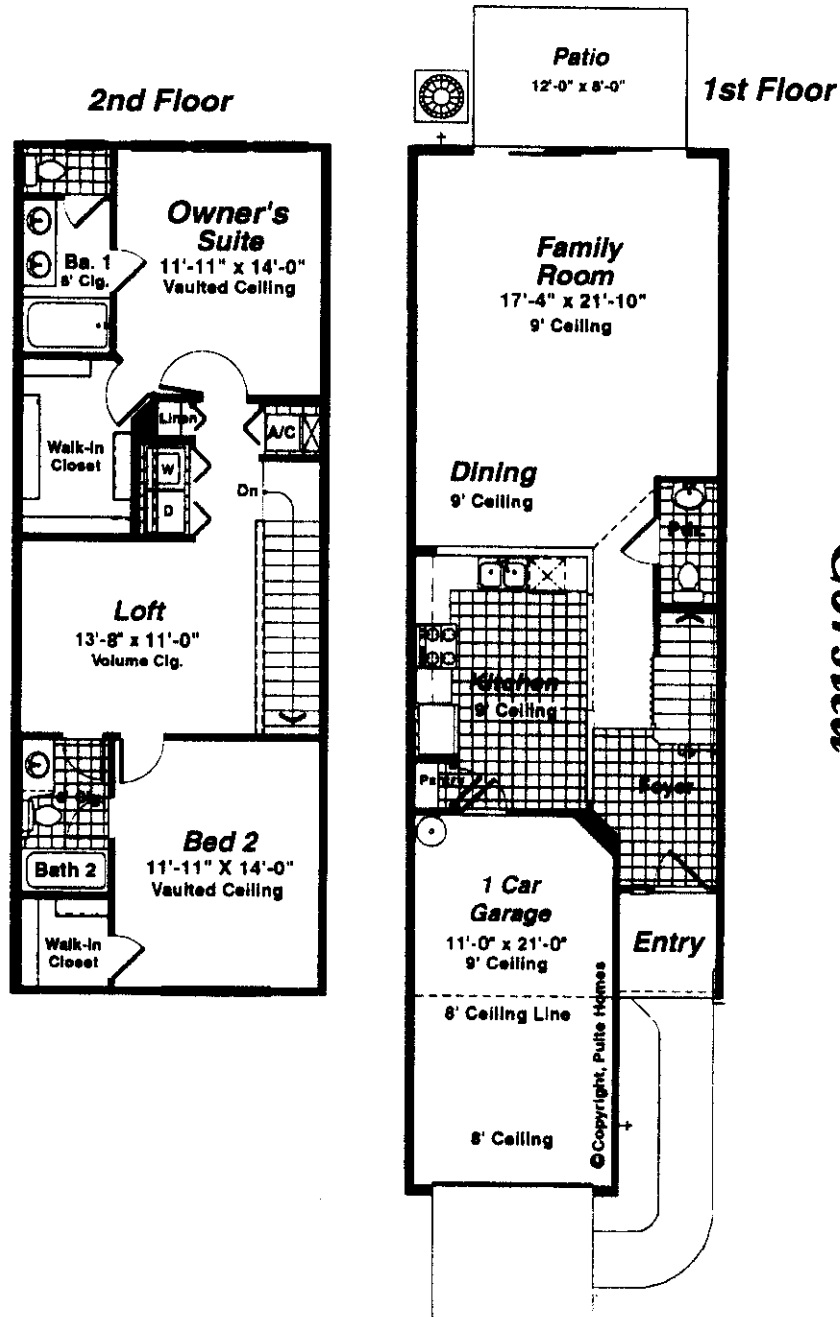 2nd Floor
Owner's
Suite
11'-11" x 14'-0"
Vaulted Ceiling
Ba. 1
8' Clg.
Walk-in
Closet
Linen
A/C
W
D
Dn
Loft
13'-8" x 11'-0"
Volume Clg.
Bed 2
11'-11" X 14'-0"
Vaulted Ceiling
Bath 2
Walk-in
Closet
1st Floor
Patio
12'-0" x 8'-0"
Family
Room
17'-4" x 21'-10"
9' Ceiling
Dining
9' Ceiling
Pdr.
Kitchen
9' Ceiling
Pantry
Up
Foyer
1 Car
Garage
11'-0" x 21'-0"
9' Ceiling
Entry
8' Ceiling Line
8' Ceiling
©Copyright, Pulte Homes